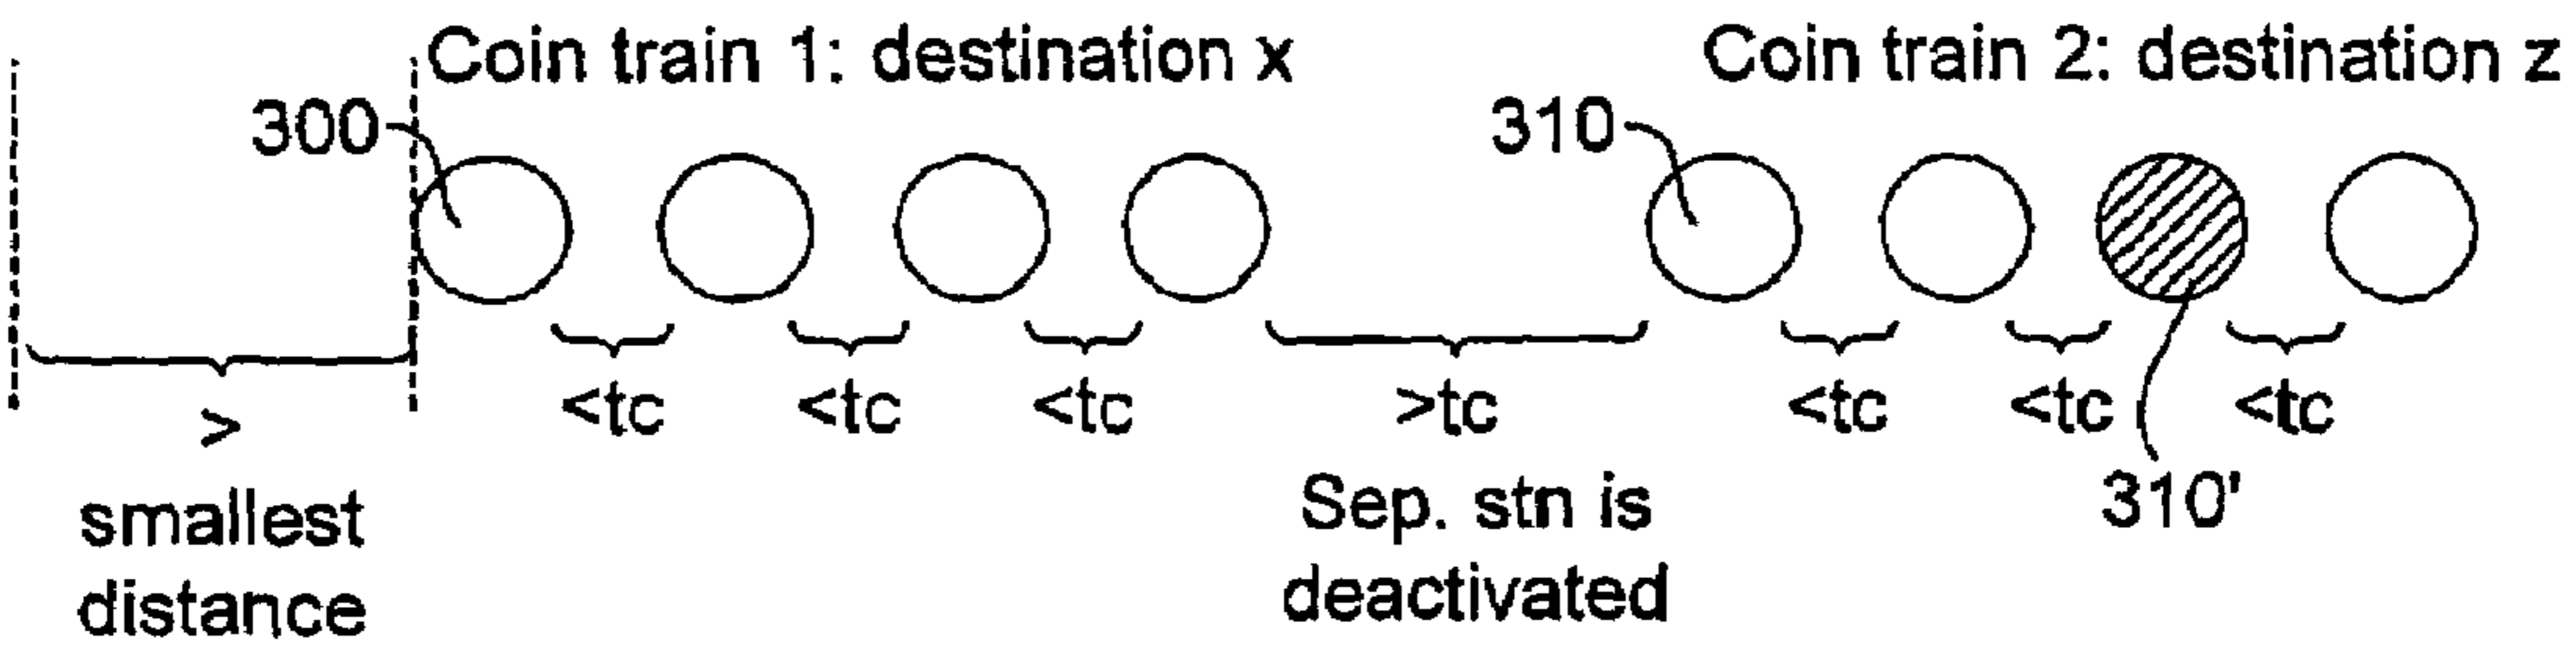 Coin train 1: destination x
Coin train 2: destination z
300
310
<tc
<tc
<tc
>tc
<tc
<tc
<tc
>
smallest
distance
Sep. stn is
deactivated
310'